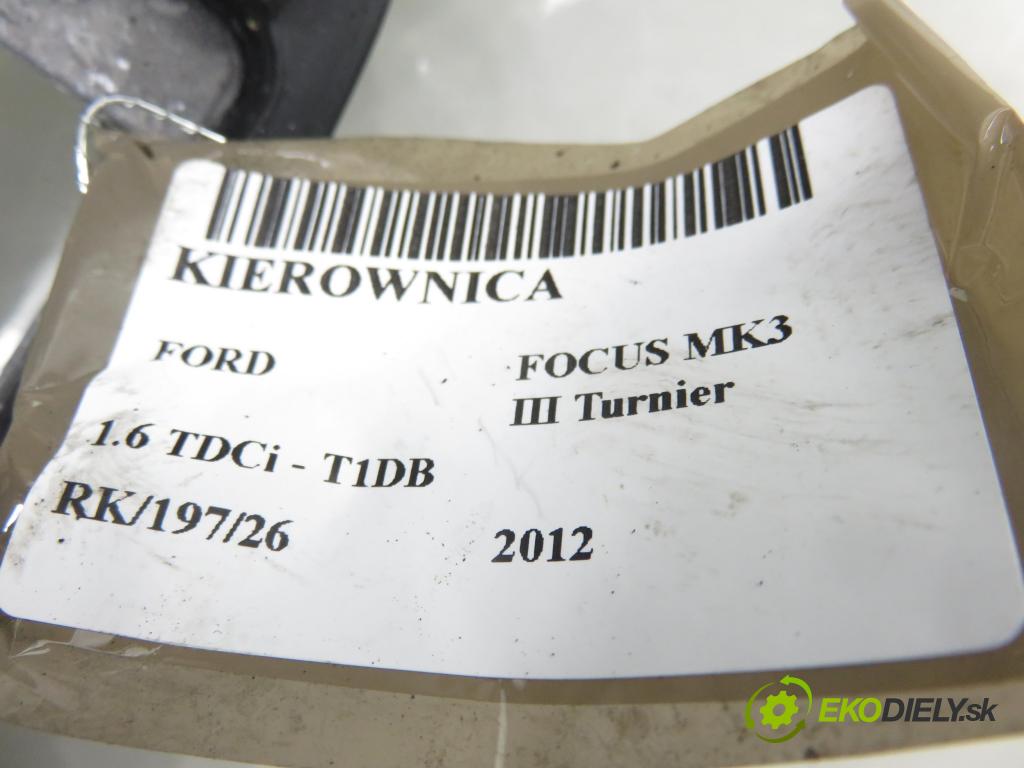 KIEROWNICA
FORD
FOCUS MK3
III Turnier
1.6 TDCi - T1DB
RK/197/26
2012
EKODIELY.sk